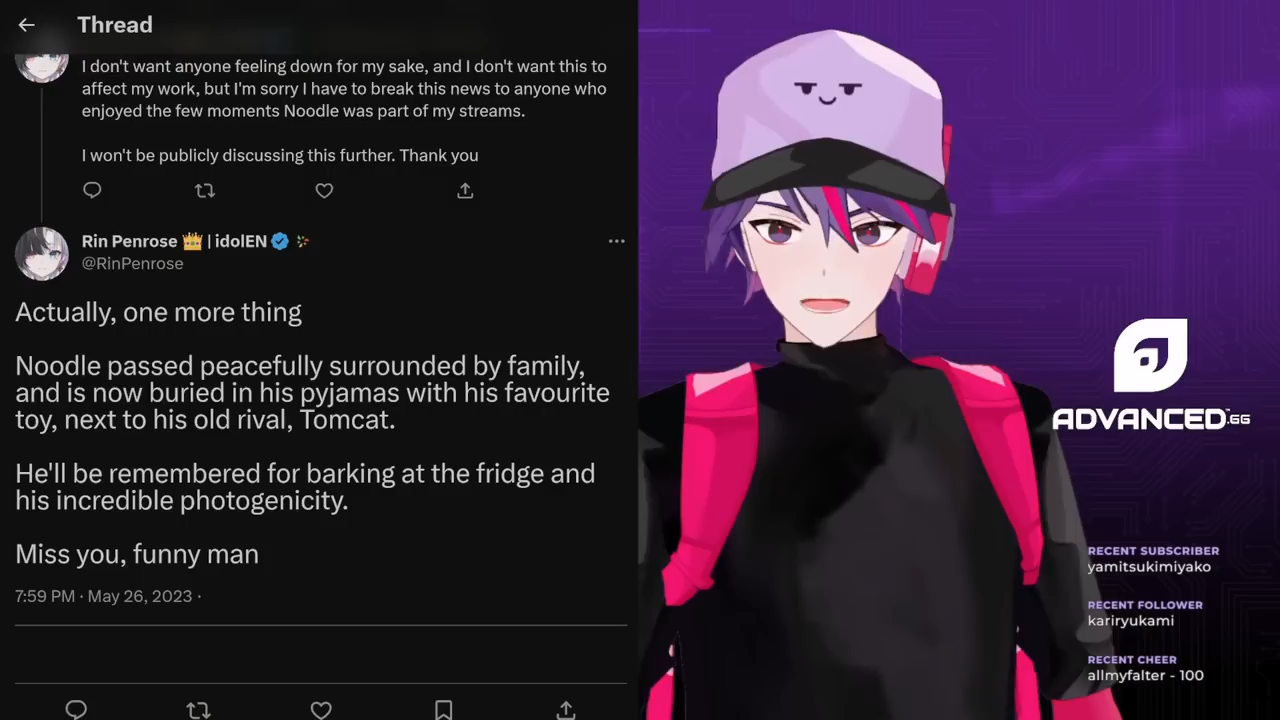 Thread
I don't want anyone feeling down for my sake, and I don't want this to
affect my work, but I'm sorry I have to break this news to anyone who
enjoyed the few moments Noodle was part of my streams.
I won't be publicly discussing this further. Thank you
Rin Penrose 👑 | idolEN
@RinPenrose
Actually, one more thing
Noodle passed peacefully surrounded by family,
and is now buried in his pyjamas with his favourite
toy, next to his old rival, Tomcat.
He'll be remembered for barking at the fridge and
his incredible photogenicity.
Miss you, funny man
7:59 PM · May 26, 2023 ·
ADVANCED.GG
RECENT SUBSCRIBER
yamitsukimiyako
RECENT FOLLOWER
kariryukami
RECENT CHEER
allmyfalter - 100